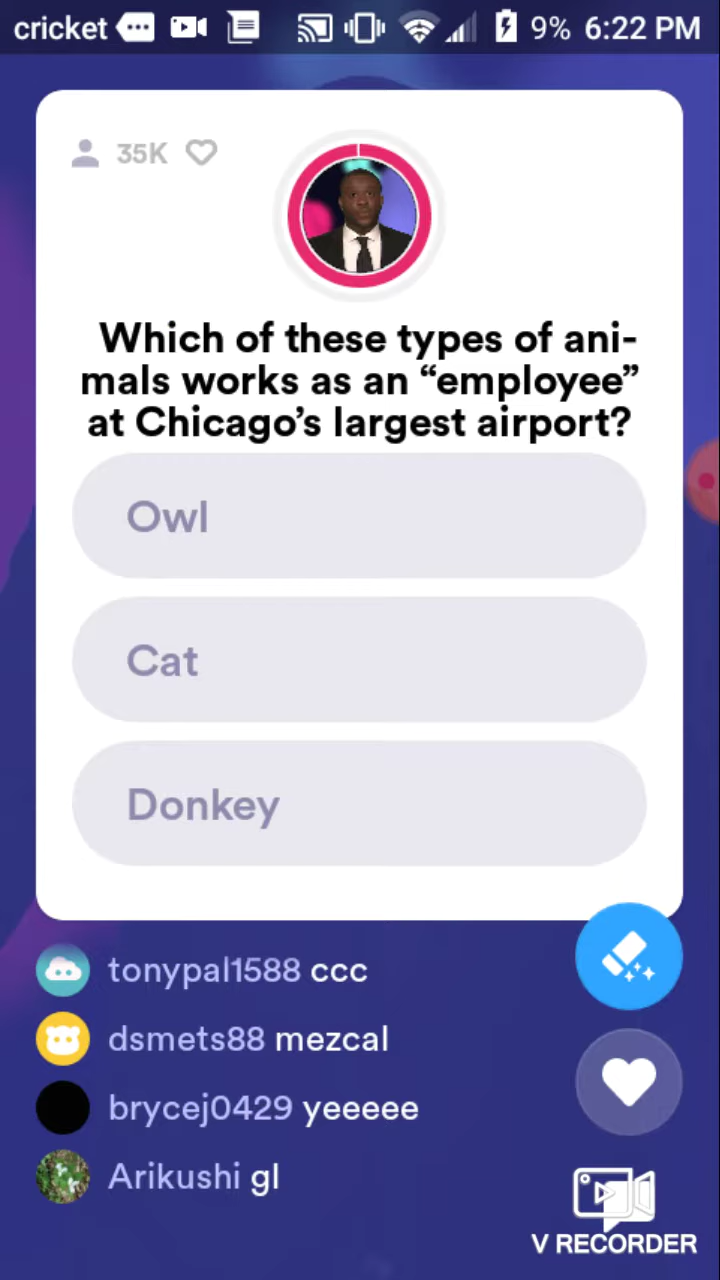 cricket 9% 6:22 PM
35K
Which of these types of ani-
mals works as an “employee”
at Chicago’s largest airport?
Owl
Cat
Donkey
tonypal1588 ccc
dsmets88 mezcal
brycej0429 yeeeee
Arikushi gl
V RECORDER